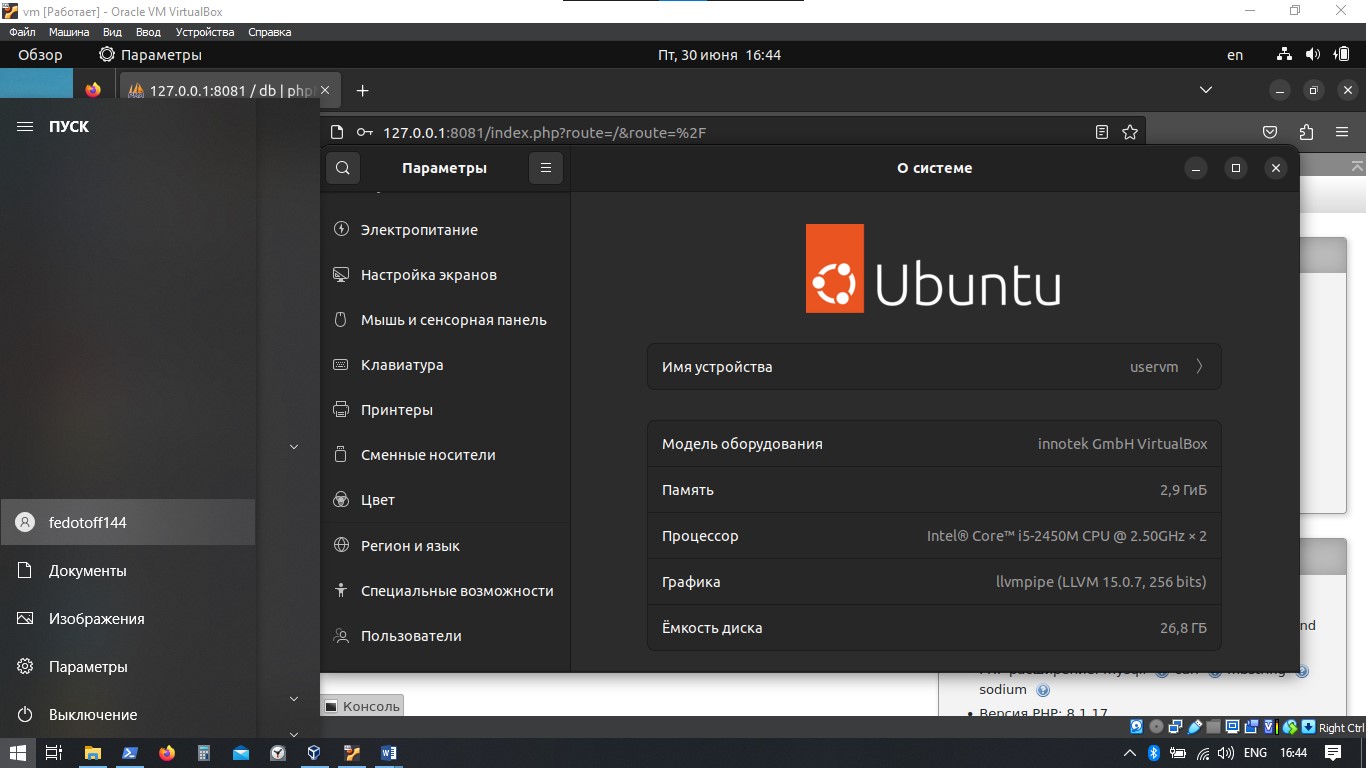 vm [Работает] - Oracle VM VirtualBox
Файл Машина Вид Ввод Устройства Справка
Обзор Параметры Пт, 30 июня 16:44 en
127.0.0.1:8081 / db | php
127.0.0.1:8081/index.php?route=/&route=%2F
ПУСК
Параметры
О системе
Электропитание
Настройка экранов
Мышь и сенсорная панель
Клавиатура
Принтеры
Сменные носители
Цвет
Регион и язык
Специальные возможности
Пользователи
Ubuntu
Имя устройства uservm
Модель оборудования innotek GmbH VirtualBox
Память 2,9 ГиБ
Процессор Intel® Core™ i5-2450M CPU @ 2.50GHz × 2
Графика llvmpipe (LLVM 15.0.7, 256 bits)
Ёмкость диска 26,8 ГБ
fedotoff144
Документы
Изображения
Параметры
Выключение
nd
sodium
• Версия PHP: 8.1.17
Консоль
Right Ctrl
ENG 16:44